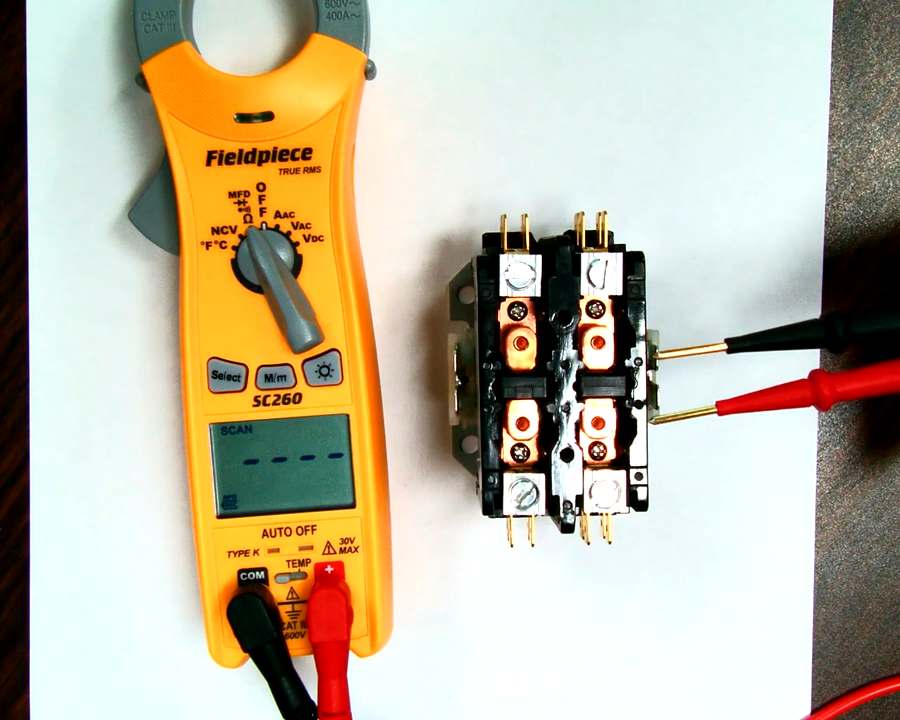 CLAMP
CAT III
600V~
400A~
Fieldpiece
TRUE RMS
MFD
O
F
F
AAC
Ω
VAC
NCV
VDC
°F°C
Select
M/m
SC260
SCAN
- - - -
APO
AUTO OFF
TYPE K
30V
MAX
TEMP
COM
+
CAT III
600V